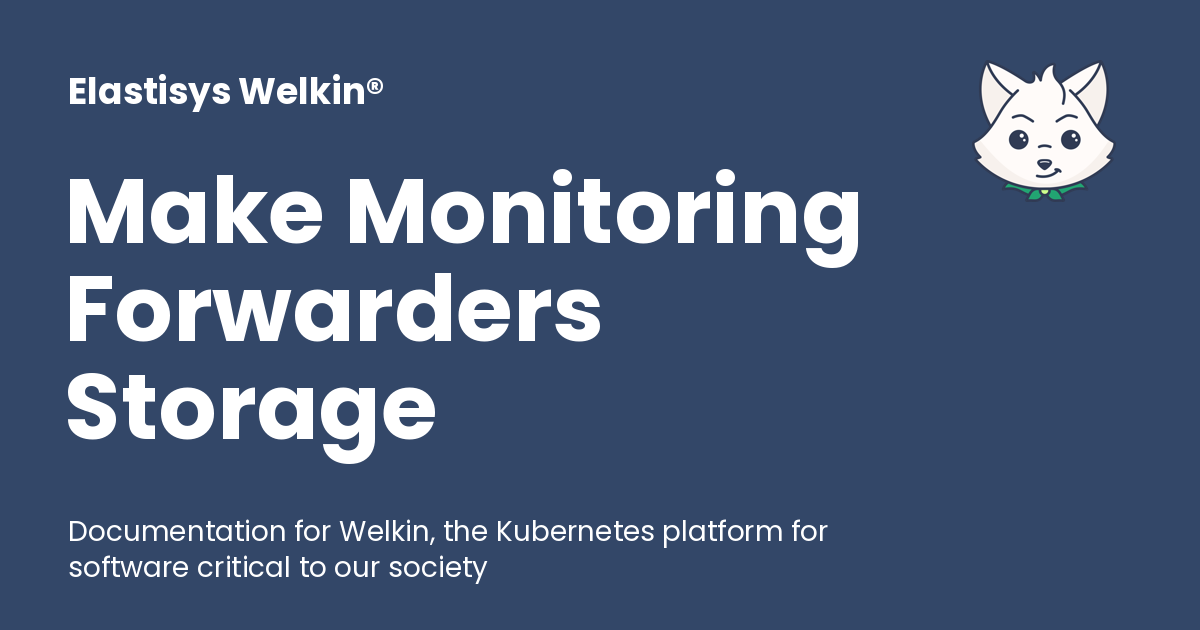 Elastisys Welkin®
Make Monitoring
Forwarders
Storage
Documentation for Welkin, the Kubernetes platform for
software critical to our society